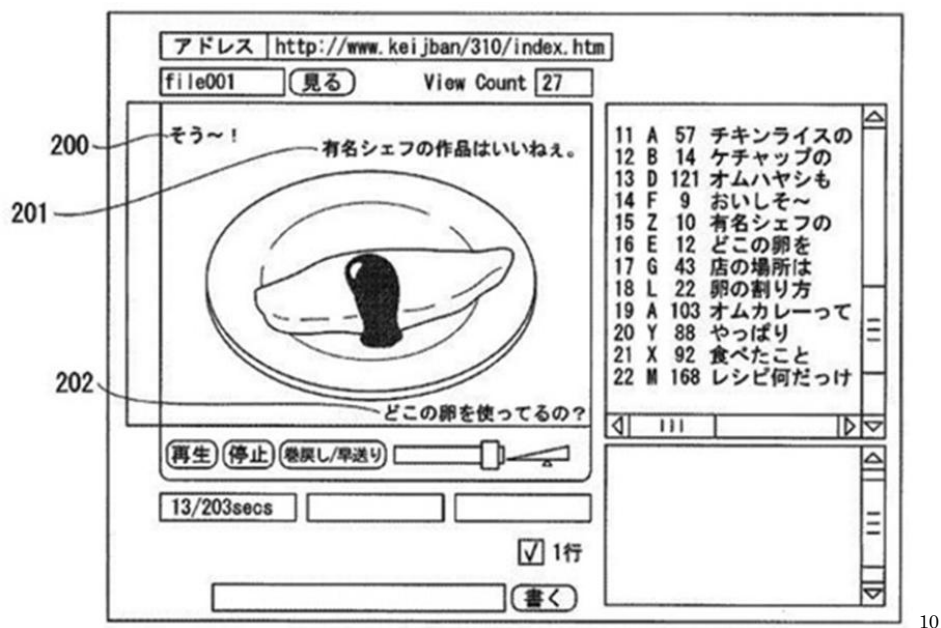 アドレス http://www.keijban/310/index.htm
file001 見る View Count 27
200
そう～！
201
有名シェフの作品はいいねぇ。
202
どこの卵を使ってるの？
再生 停止 巻戻し/早送り
13/203secs
✓ 1行
書く
11 A 57 チキンライスの
12 B 14 ケチャップの
13 D 121 オムハヤシも
14 F 9 おいしそ～
15 Z 10 有名シェフの
16 E 12 どこの卵を
17 G 43 店の場所は
18 L 22 卵の割り方
19 A 103 オムカレーって
20 Y 88 やっぱり
21 X 92 食べたこと
22 M 168 レシピ何だっけ
10